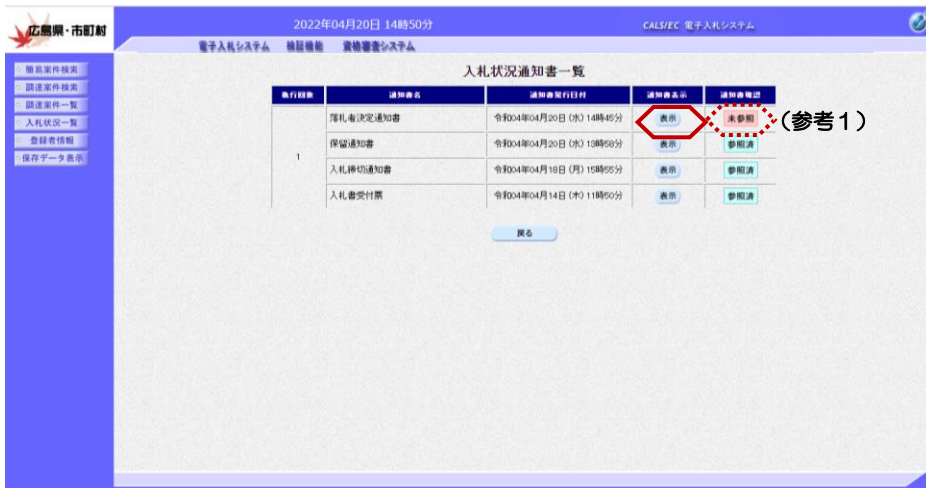 広島県・市町村
2022年04月20日 14時50分
CALS/EC 電子入札システム
電子入札システム 検証機能 資格審査システム
簡易案件検索
調達案件検索
調達案件一覧
入札状況一覧
登録者情報
保存データ表示
入札状況通知書一覧
執行回数 通知書名 通知書発行日付 通知書表示 通知書確認
1
落札者決定通知書 令和04年04月20日 (水) 14時45分 表示 未参照
(参考1)
保留通知書 令和04年04月20日 (水) 13時58分 表示 参照済
入札締切通知書 令和04年04月18日 (月) 15時55分 表示 参照済
入札書受付票 令和04年04月14日 (木) 11時50分 表示 参照済
戻る